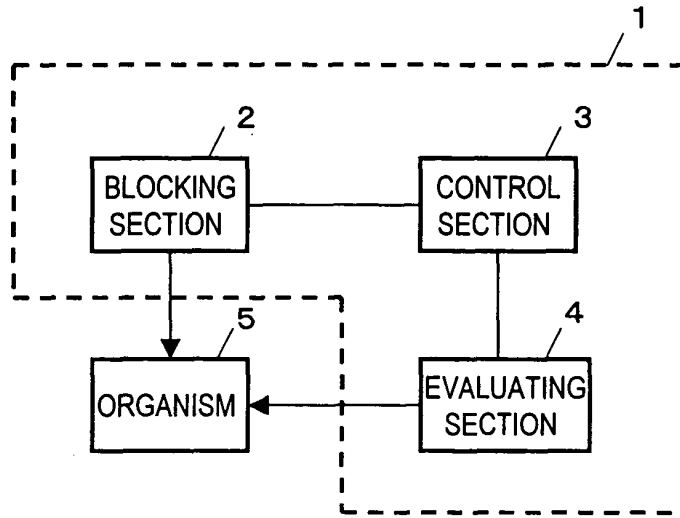 1
2
3
BLOCKING
SECTION
CONTROL
SECTION
5
4
ORGANISM
EVALUATING
SECTION